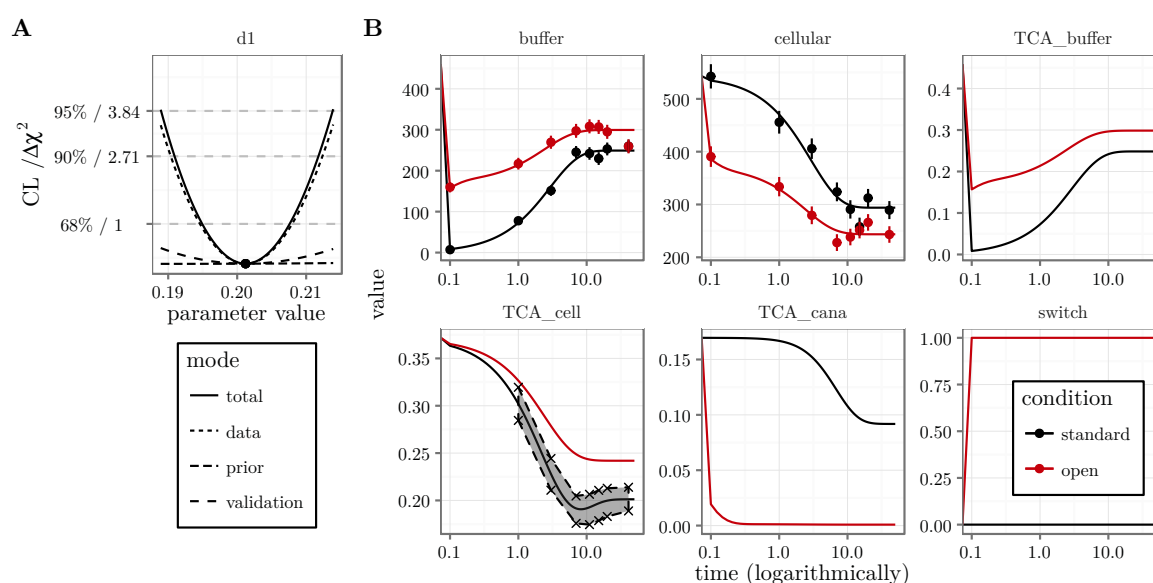 A
d1
95% / 3.84
90% / 2.71
68% / 1
CL /Δχ²
0.19
0.20
0.21
parameter value
mode
total
data
prior
validation
B
buffer
cellular
TCA_buffer
400
300
200
100
0
500
400
300
200
0.4
0.3
0.2
0.1
0.0
0.1 1.0 10.0
0.1 1.0 10.0
0.1 1.0 10.0
value
TCA_cell
TCA_cana
switch
0.35
0.30
0.25
0.20
0.15
0.10
0.05
0.00
1.00
0.75
0.50
0.25
0.00
condition
standard
open
0.1 1.0 10.0
0.1 1.0 10.0
0.1 1.0 10.0
time (logarithmically)